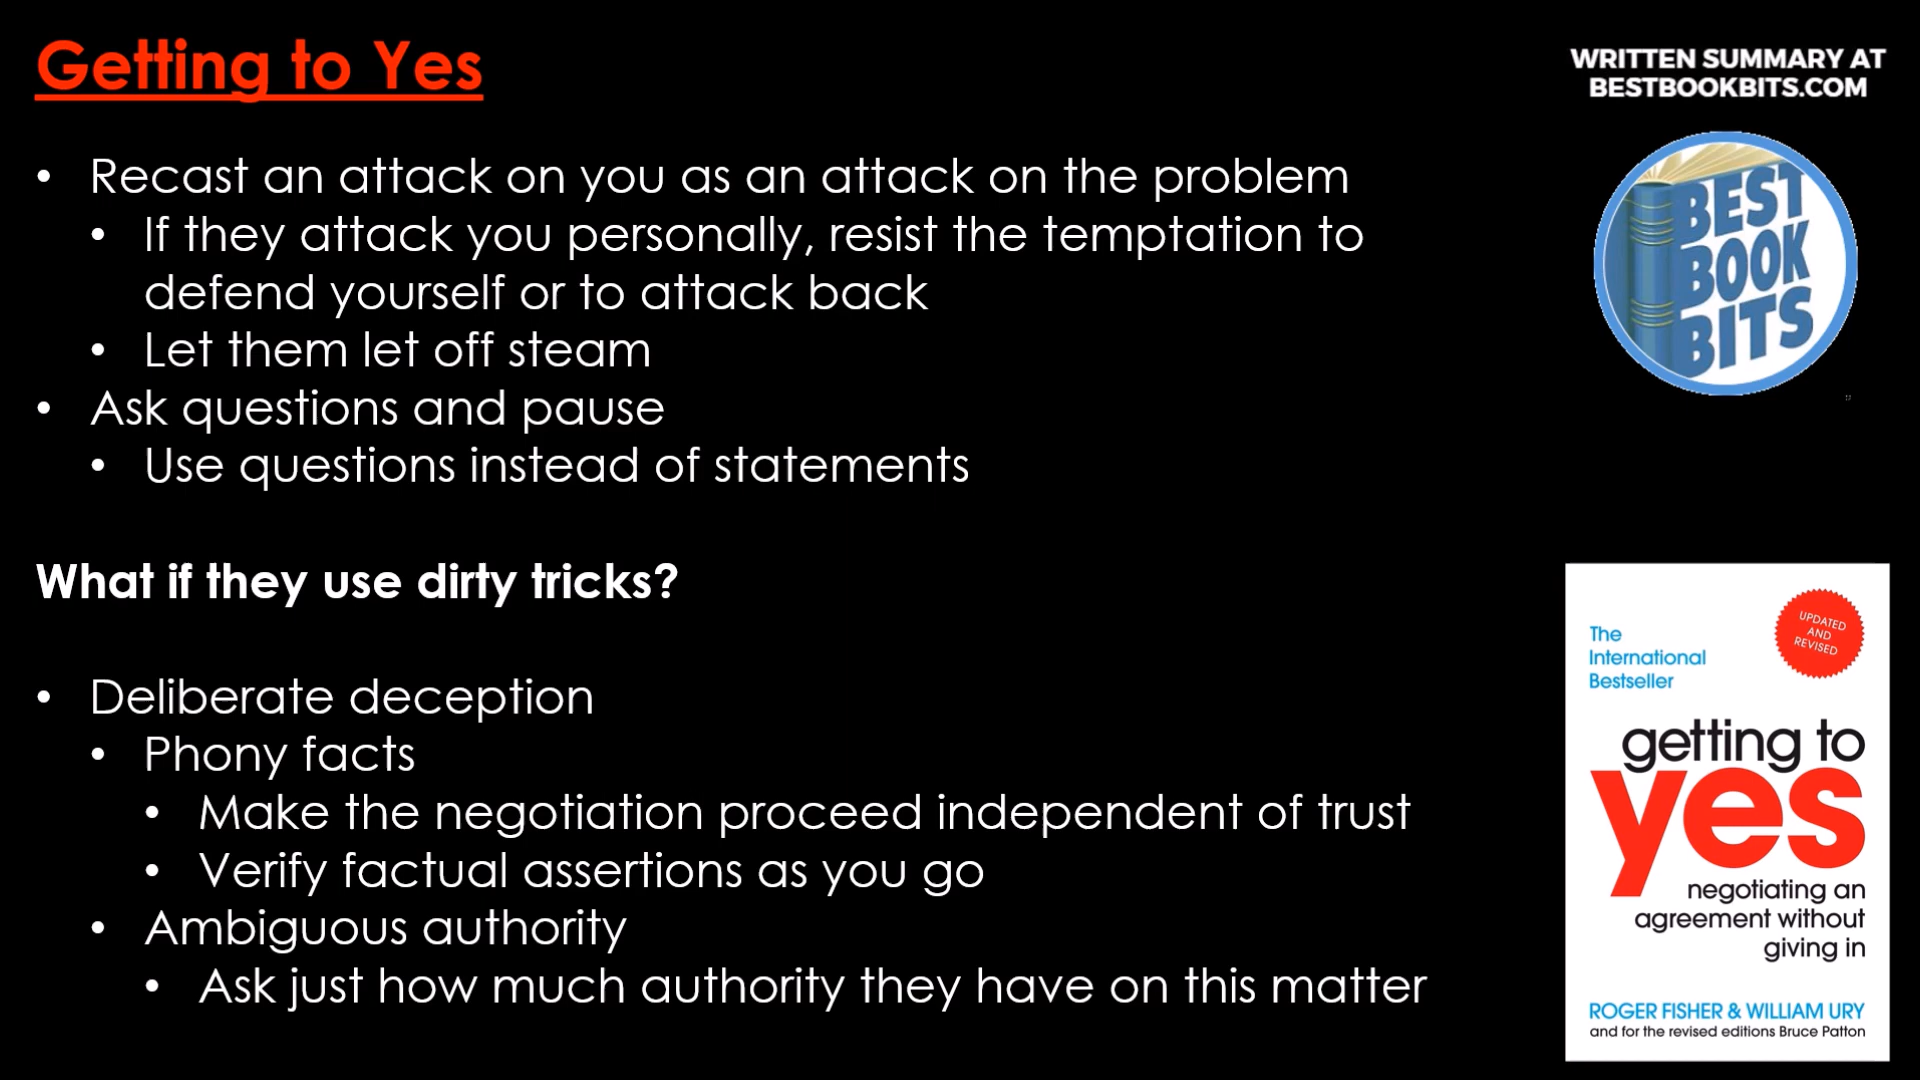 Getting to Yes
WRITTEN SUMMARY AT
BESTBOOKBITS.COM
• Recast an attack on you as an attack on the problem
• If they attack you personally, resist the temptation to
defend yourself or to attack back
• Let them let off steam
• Ask questions and pause
• Use questions instead of statements
BEST
BOOK
BITS
What if they use dirty tricks?
• Deliberate deception
• Phony facts
• Make the negotiation proceed independent of trust
• Verify factual assertions as you go
• Ambiguous authority
• Ask just how much authority they have on this matter
The
International
Bestseller
UPDATED
AND
REVISED
getting to
yes
negotiating an
agreement without
giving in
ROGER FISHER & WILLIAM URY
and for the revised editions Bruce Patton